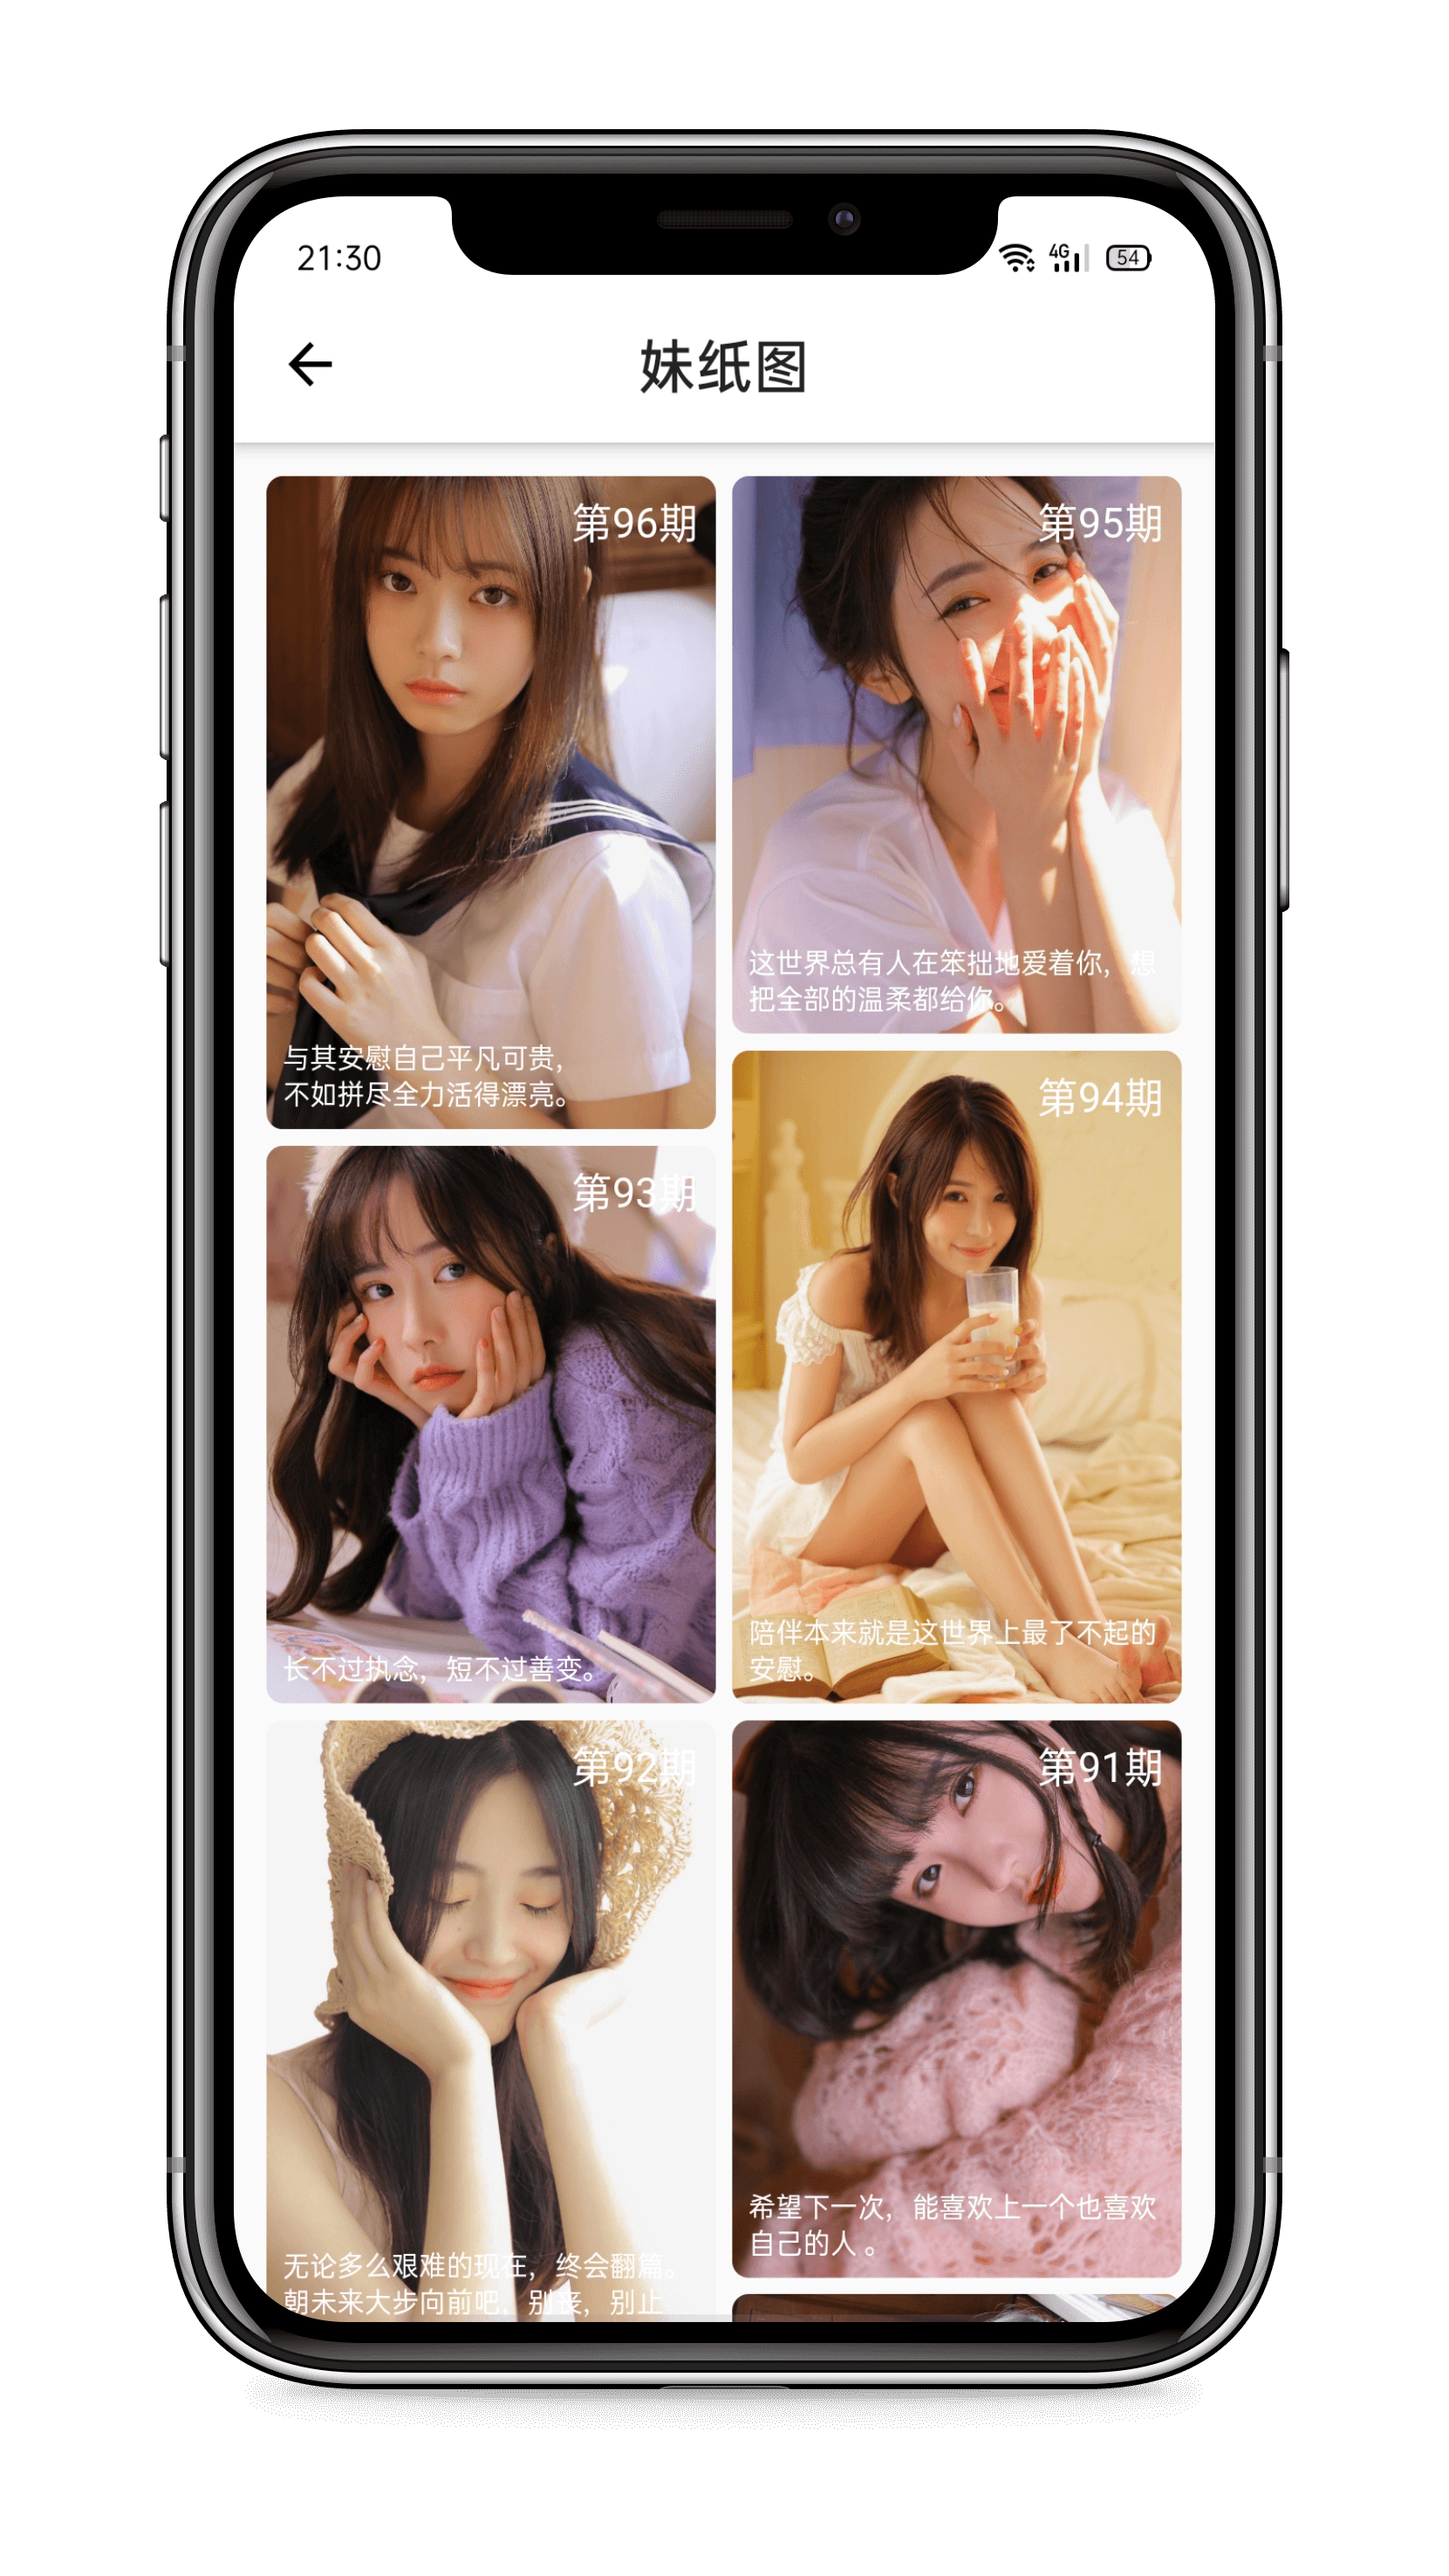 21:30
4G
54
妹纸图
第96期
与其安慰自己平凡可贵，
不如拼尽全力活得漂亮。
第95期
这世界总有人在笨拙地爱着你，想
把全部的温柔都给你。
第94期
陪伴本来就是这世界上最了不起的
安慰。
第93期
长不过执念，短不过善变。
第92期
无论多么艰难的现在，终会翻篇。
朝未来大步向前吧，别丧，别止
第91期
希望下一次，能喜欢上一个也喜欢
自己的人 。